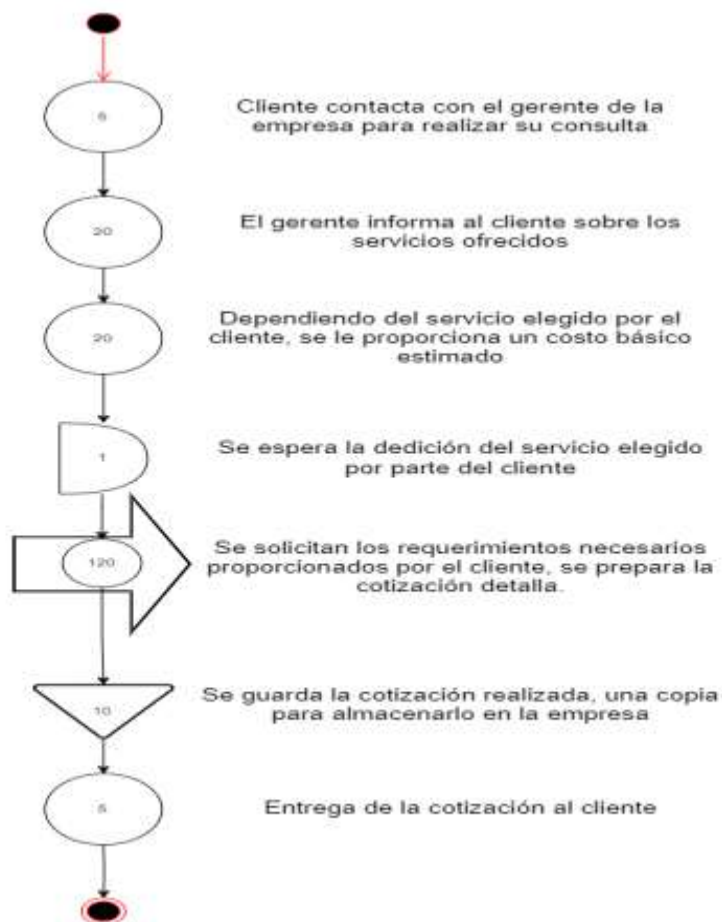 5
Cliente contacta con el gerente de la
empresa para realizar su consulta
20
El gerente informa al cliente sobre los
servicios ofrecidos
20
Dependiendo del servicio elegido por el
cliente, se le proporciona un costo básico
estimado
1
Se espera la dedición del servicio elegido
por parte del cliente
120
Se solicitan los requerimientos necesarios
proporcionados por el cliente, se prepara la
cotización detalla.
10
Se guarda la cotización realizada, una copia
para almacenarlo en la empresa
5
Entrega de la cotización al cliente